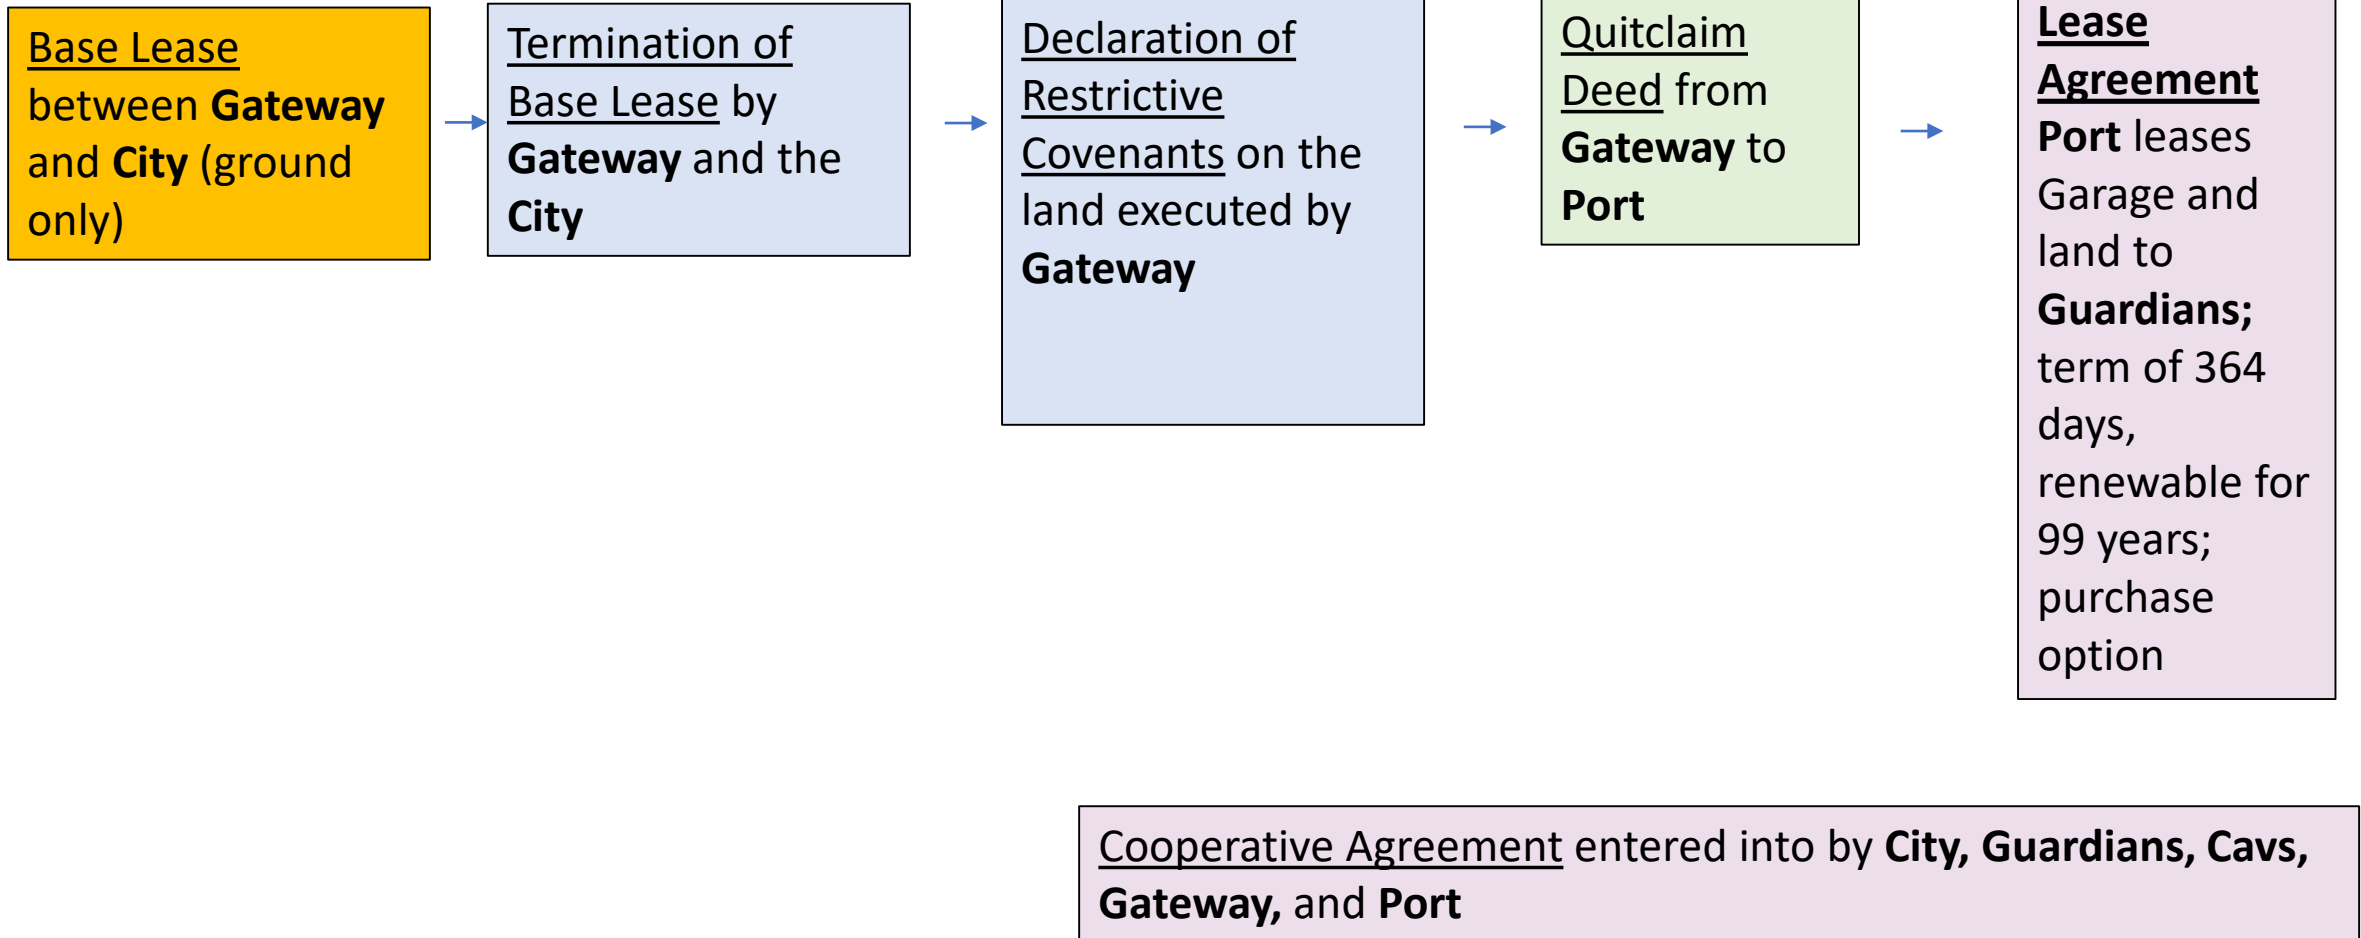 Base Lease
between Gateway
and City (ground
only)
Termination of
Base Lease by
Gateway and the
City
Declaration of
Restrictive
Covenants on the
land executed by
Gateway
Quitclaim
Deed from
Gateway to
Port
Lease
Agreement
Port leases
Garage and
land to
Guardians;
term of 364
days,
renewable for
99 years;
purchase
option
Cooperative Agreement entered into by City, Guardians, Cavs,
Gateway, and Port